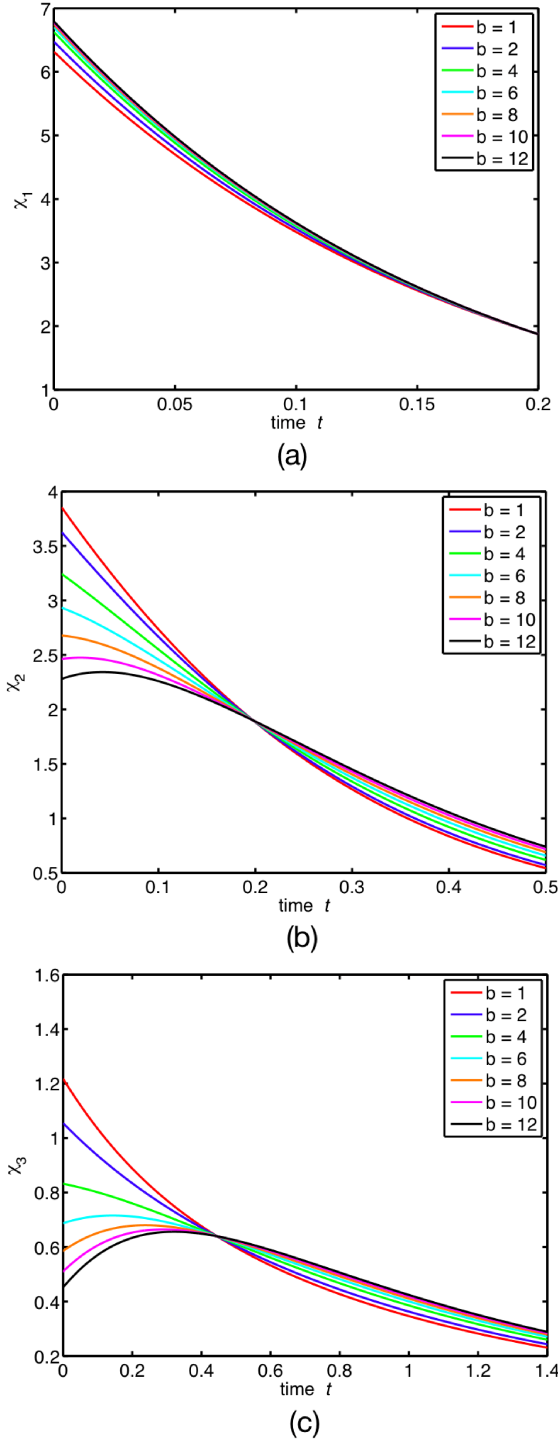 7
6
5
4
3
2
1
χ1
b = 1
b = 2
b = 4
b = 6
b = 8
b = 10
b = 12
0 0.05 0.1 0.15 0.2
time t
(a)
4
3.5
3
2.5
2
1.5
1
0.5
χ2
b = 1
b = 2
b = 4
b = 6
b = 8
b = 10
b = 12
0 0.1 0.2 0.3 0.4 0.5
time t
(b)
1.6
1.4
1.2
1
0.8
0.6
0.4
0.2
χ3
b = 1
b = 2
b = 4
b = 6
b = 8
b = 10
b = 12
0 0.2 0.4 0.6 0.8 1 1.2 1.4
time t
(c)